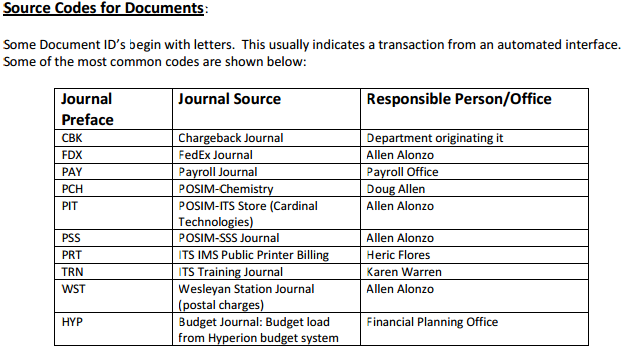 Source Codes for Documents:
Some Document ID's begin with letters. This usually indicates a transaction from an automated interface.
Some of the most common codes are shown below:
Journal Preface Journal Source Responsible Person/Office
CBK Chargeback Journal Department originating it
FDX FedEx Journal Allen Alonzo
PAY Payroll Journal Payroll Office
PCH POSIM-Chemistry Doug Allen
PIT POSIM-ITS Store (Cardinal Technologies) Allen Alonzo
PSS POSIM-SSS Journal Allen Alonzo
PRT ITS IMS Public Printer Billing Heric Flores
TRN ITS Training Journal Karen Warren
WST Wesleyan Station Journal (postal charges) Allen Alonzo
HYP Budget Journal: Budget load from Hyperion budget system Financial Planning Office